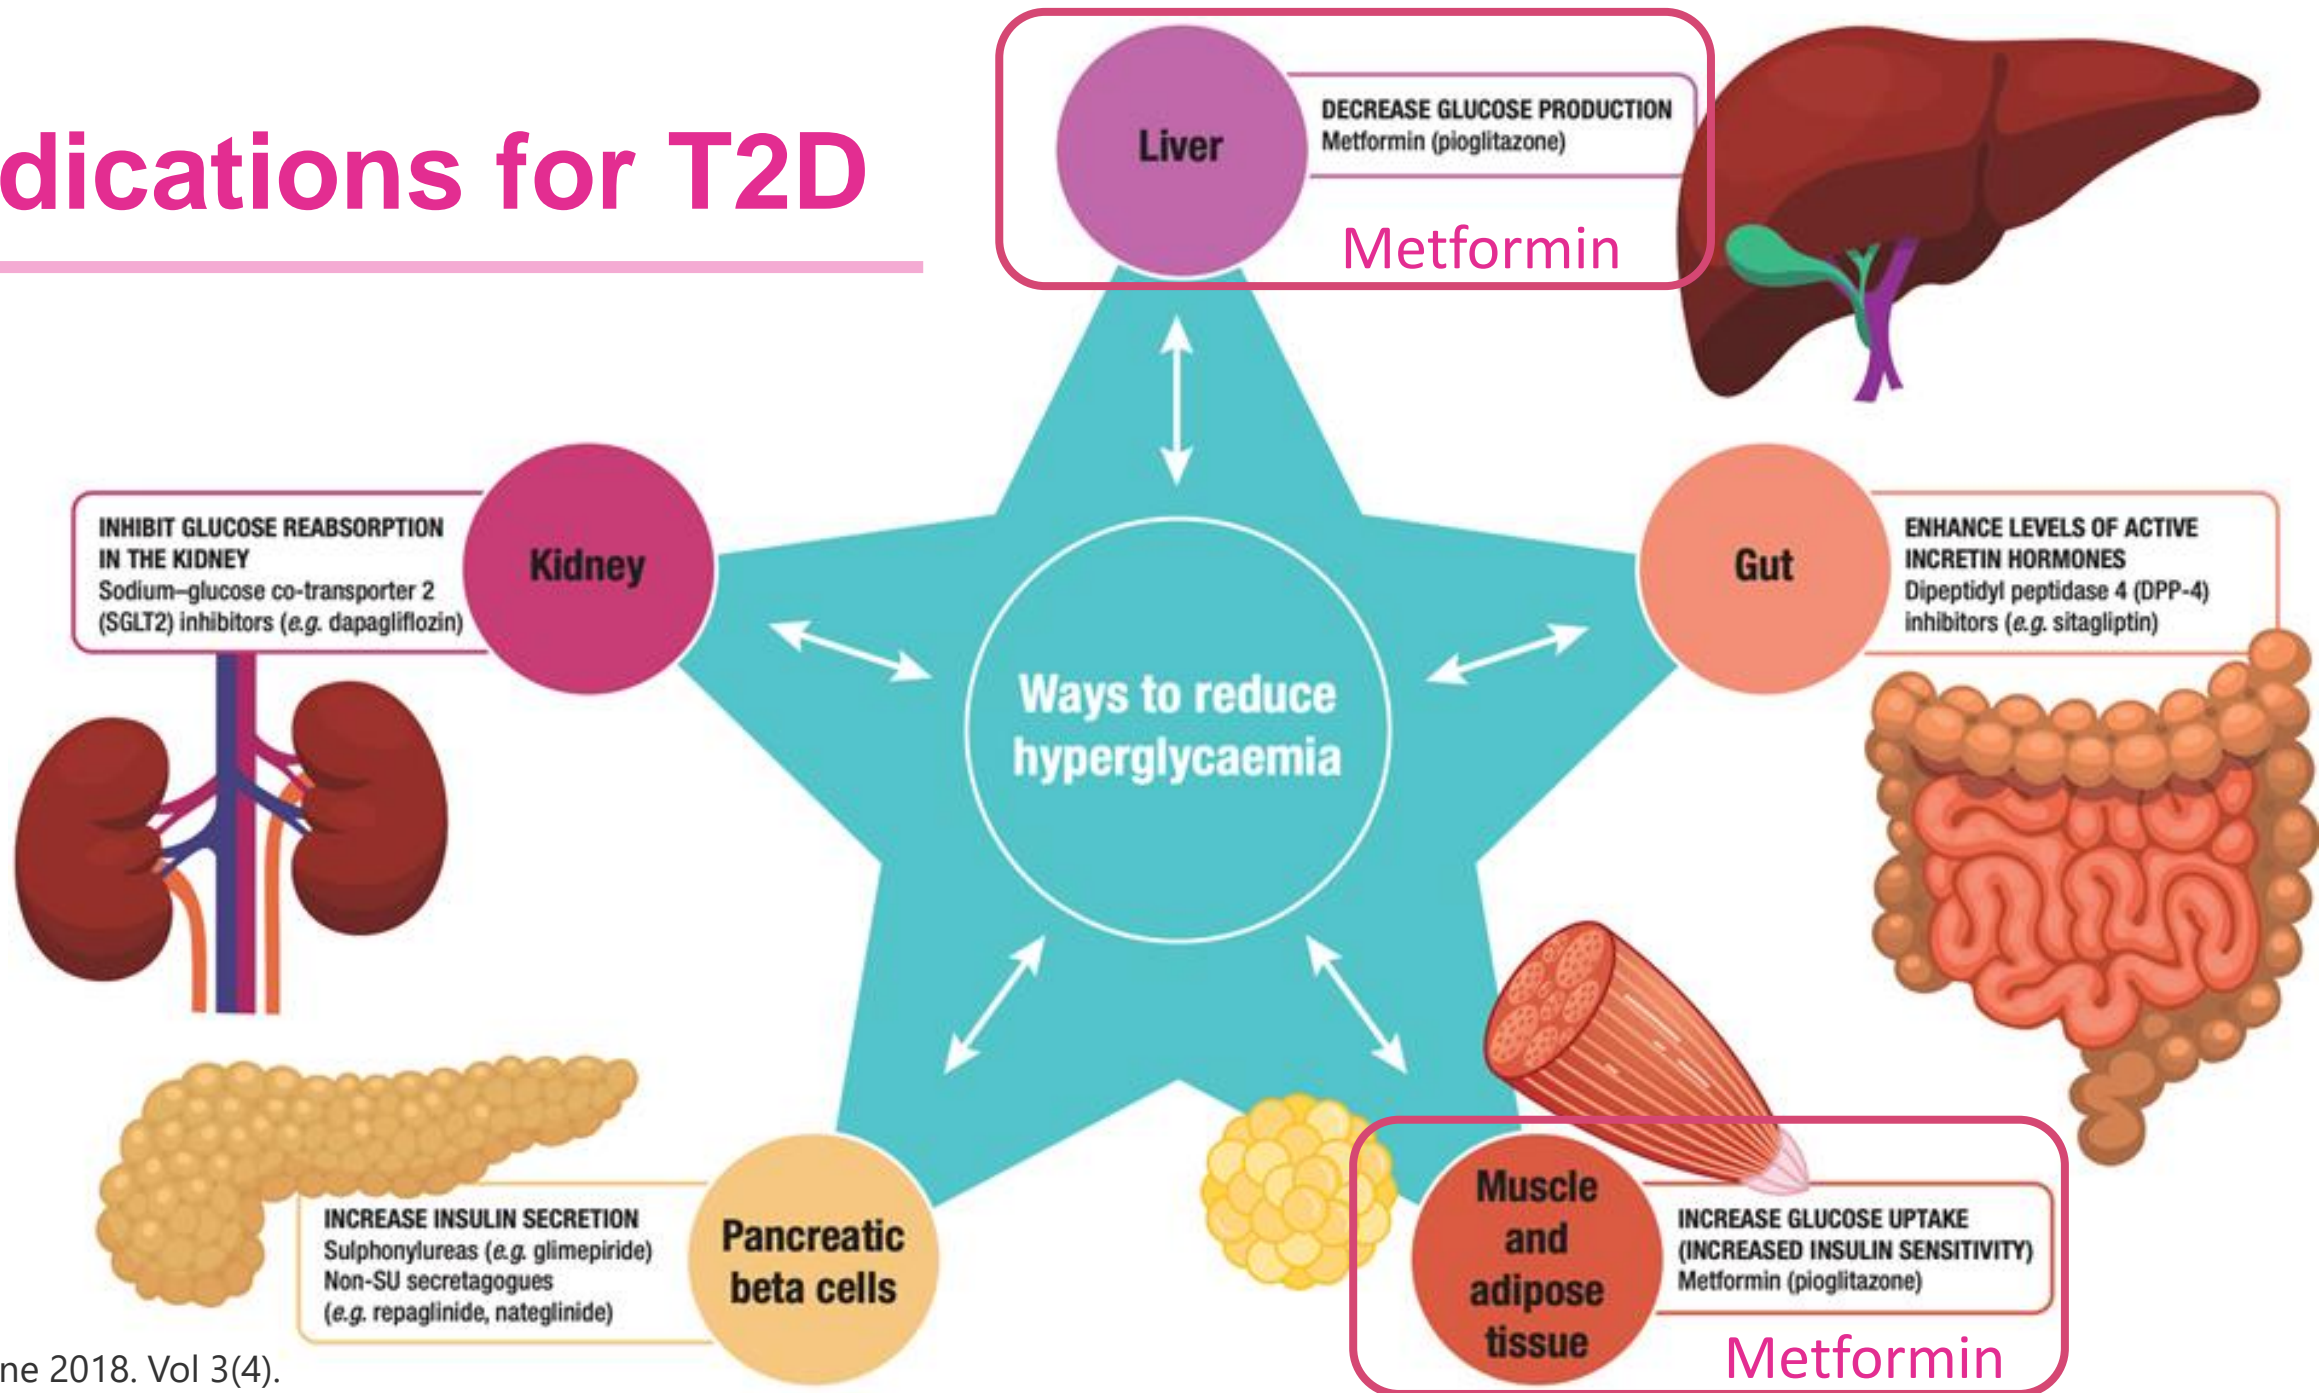 dications for T2D
Liver
DECREASE GLUCOSE PRODUCTION
Metformin (pioglitazone)
Metformin
INHIBIT GLUCOSE REABSORPTION
IN THE KIDNEY
Sodium–glucose co-transporter 2
(SGLT2) inhibitors (e.g. dapagliflozin)
Kidney
Gut
ENHANCE LEVELS OF ACTIVE
INCRETIN HORMONES
Dipeptidyl peptidase 4 (DPP-4)
inhibitors (e.g. sitagliptin)
Ways to reduce
hyperglycaemia
INCREASE INSULIN SECRETION
Sulphonylureas (e.g. glimepiride)
Non-SU secretagogues
(e.g. repaglinide, nateglinide)
Pancreatic
beta cells
Muscle
and
adipose
tissue
INCREASE GLUCOSE UPTAKE
(INCREASED INSULIN SENSITIVITY)
Metformin (pioglitazone)
Metformin
ne 2018. Vol 3(4).